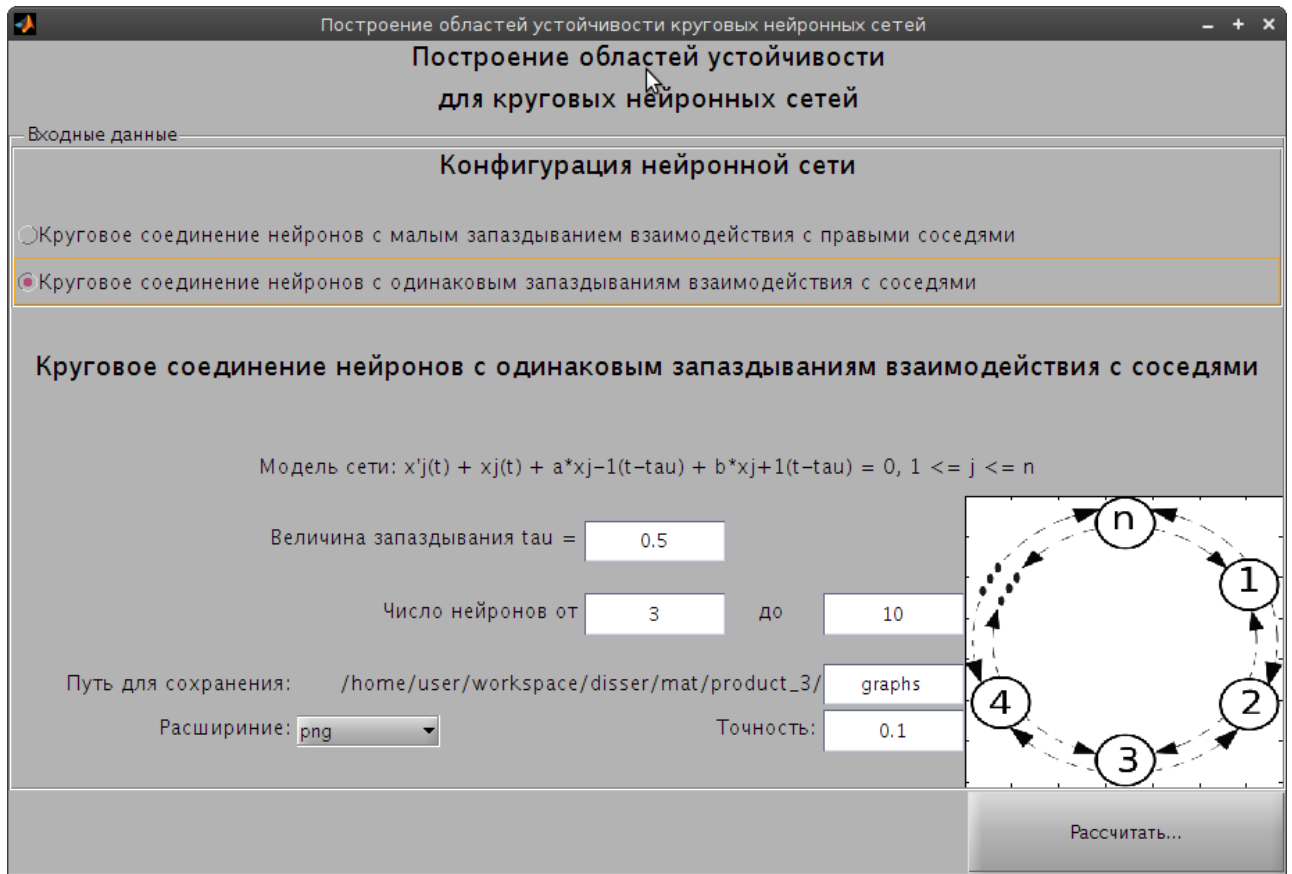 Построение областей устойчивости круговых нейронных сетей
Построение областей устойчивости
для круговых нейронных сетей
Входные данные
Конфигурация нейронной сети
Круговое соединение нейронов с малым запаздыванием взаимодействия с правыми соседями
Круговое соединение нейронов с одинаковым запаздываниям взаимодействия с соседями
Круговое соединение нейронов с одинаковым запаздываниям взаимодействия с соседями
Модель сети: x'j(t) + xj(t) + a*xj−1(t−tau) + b*xj+1(t−tau) = 0, 1 <= j <= n
Величина запаздывания tau = 0.5
Число нейронов от 3 до 10
Путь для сохранения: /home/user/workspace/disser/mat/product_3/ graphs
Расшириние: png Точность: 0.1
n
1
2
3
4
Рассчитать...